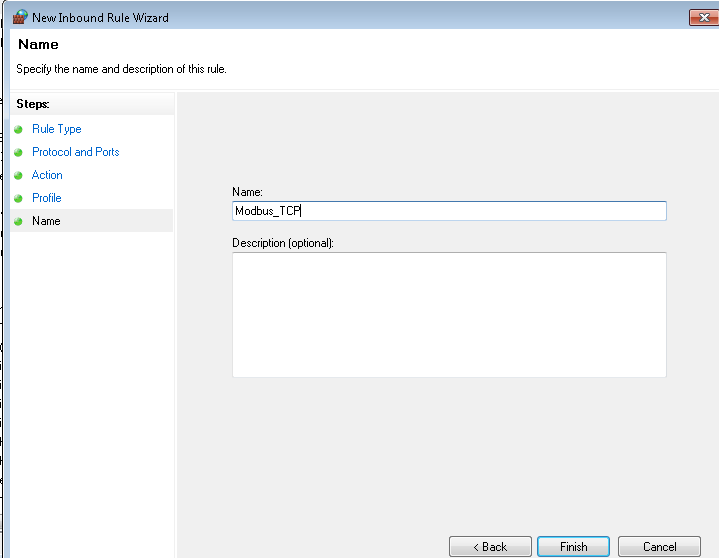 New Inbound Rule Wizard
Name
Specify the name and description of this rule.
Steps:
Rule Type
Protocol and Ports
Action
Profile
Name
Name:
Modbus_TCP
Description (optional):
< Back
Finish
Cancel